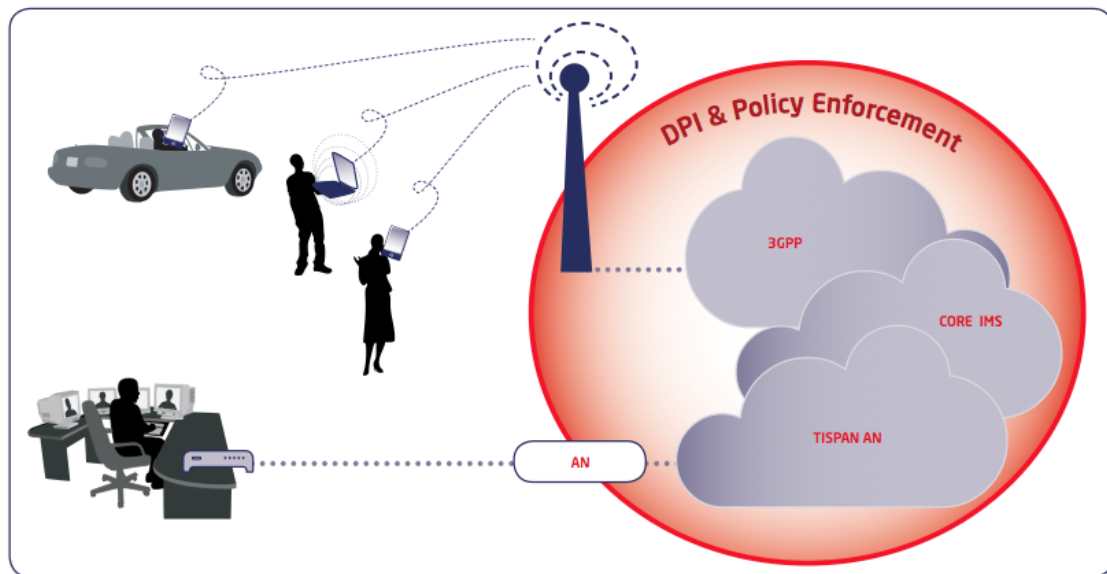 DPI & Policy Enforcement
3GPP
CORE IMS
TISPAN AN
AN